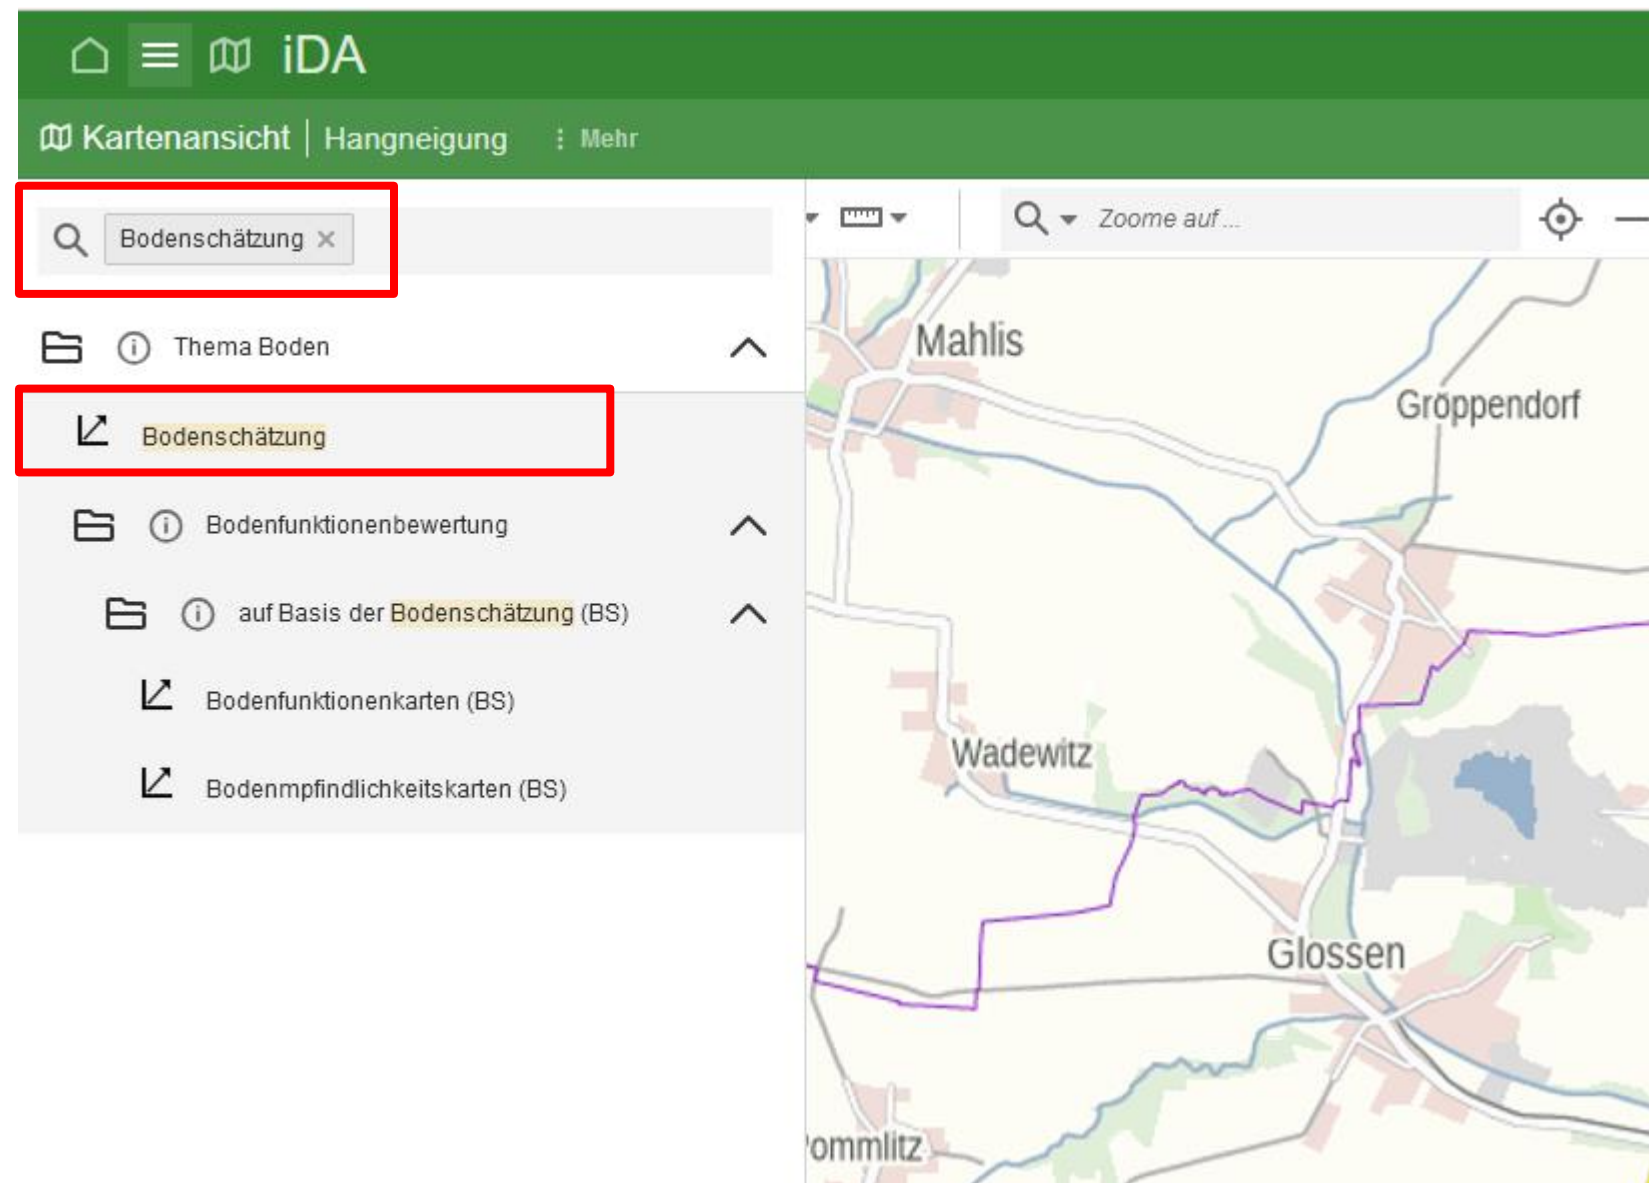 iDA
Kartenansicht | Hangneigung ⋮ Mehr
Bodenschätzung ×
Zoome auf ...
Thema Boden
Bodenschätzung
Bodenfunktionenbewertung
auf Basis der Bodenschätzung (BS)
Bodenfunktionenkarten (BS)
Bodenmpfindlichkeitskarten (BS)
Mahlis
Gröppendorf
Wadewitz
Glossen
ommlitz